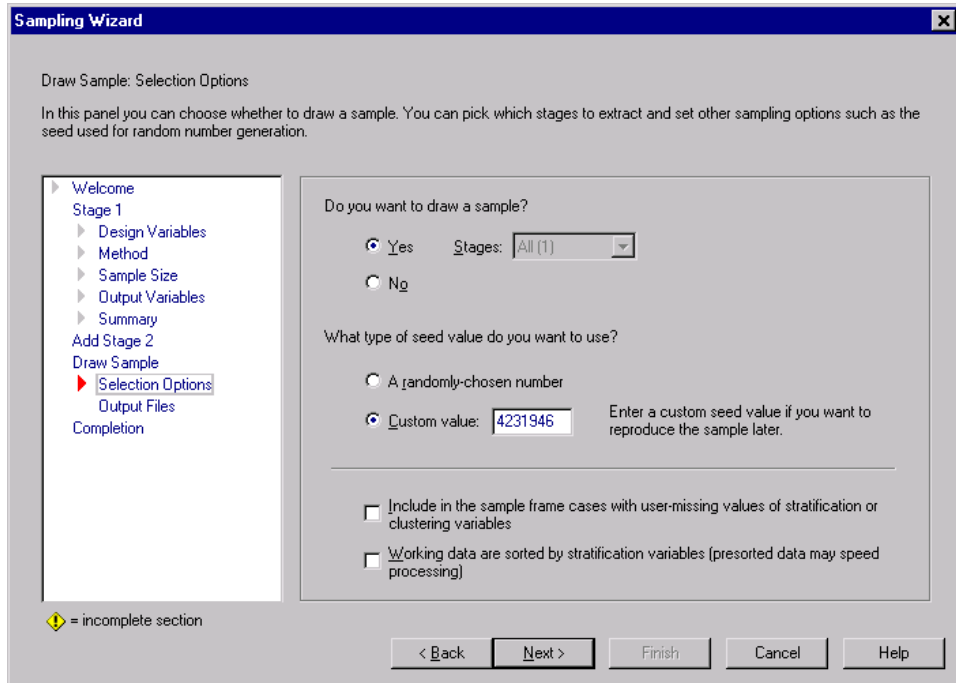 Sampling Wizard
Draw Sample: Selection Options
In this panel you can choose whether to draw a sample. You can pick which stages to extract and set other sampling options such as the
seed used for random number generation.
Welcome
Stage 1
Design Variables
Method
Sample Size
Output Variables
Summary
Add Stage 2
Draw Sample
Selection Options
Output Files
Completion
= incomplete section
Do you want to draw a sample?
Yes Stages: All (1)
No
What type of seed value do you want to use?
A randomly-chosen number
Custom value: 4231946
Enter a custom seed value if you want to
reproduce the sample later.
Include in the sample frame cases with user-missing values of stratification or
clustering variables
Working data are sorted by stratification variables (presorted data may speed
processing)
< Back Next > Finish Cancel Help